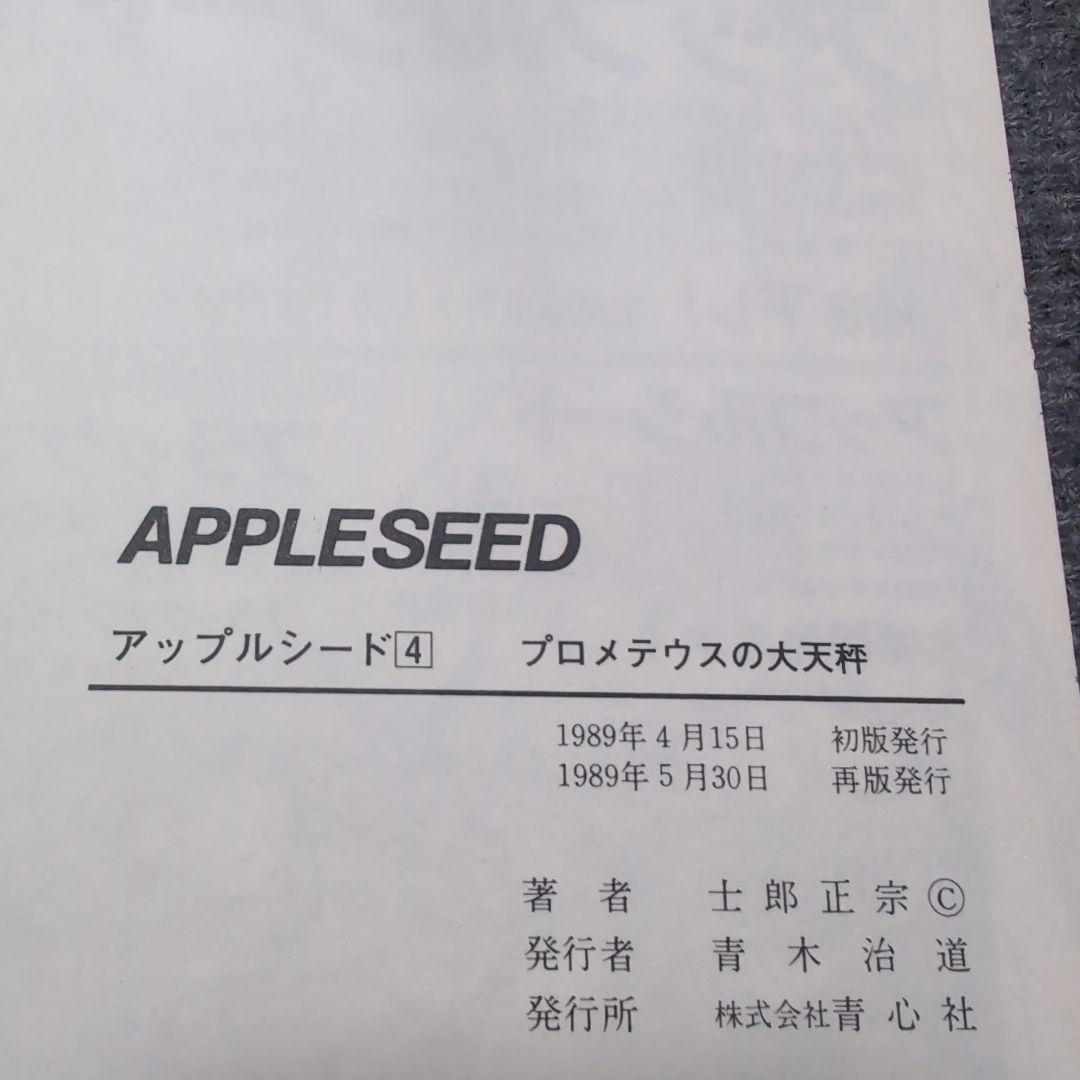 APPLESEED
アップルシード4 プロメテウスの大天秤
1989年4月15日 初版発行
1989年5月30日 再版発行
著者 士郎正宗©
発行者 青木治道
発行所 株式会社青心社